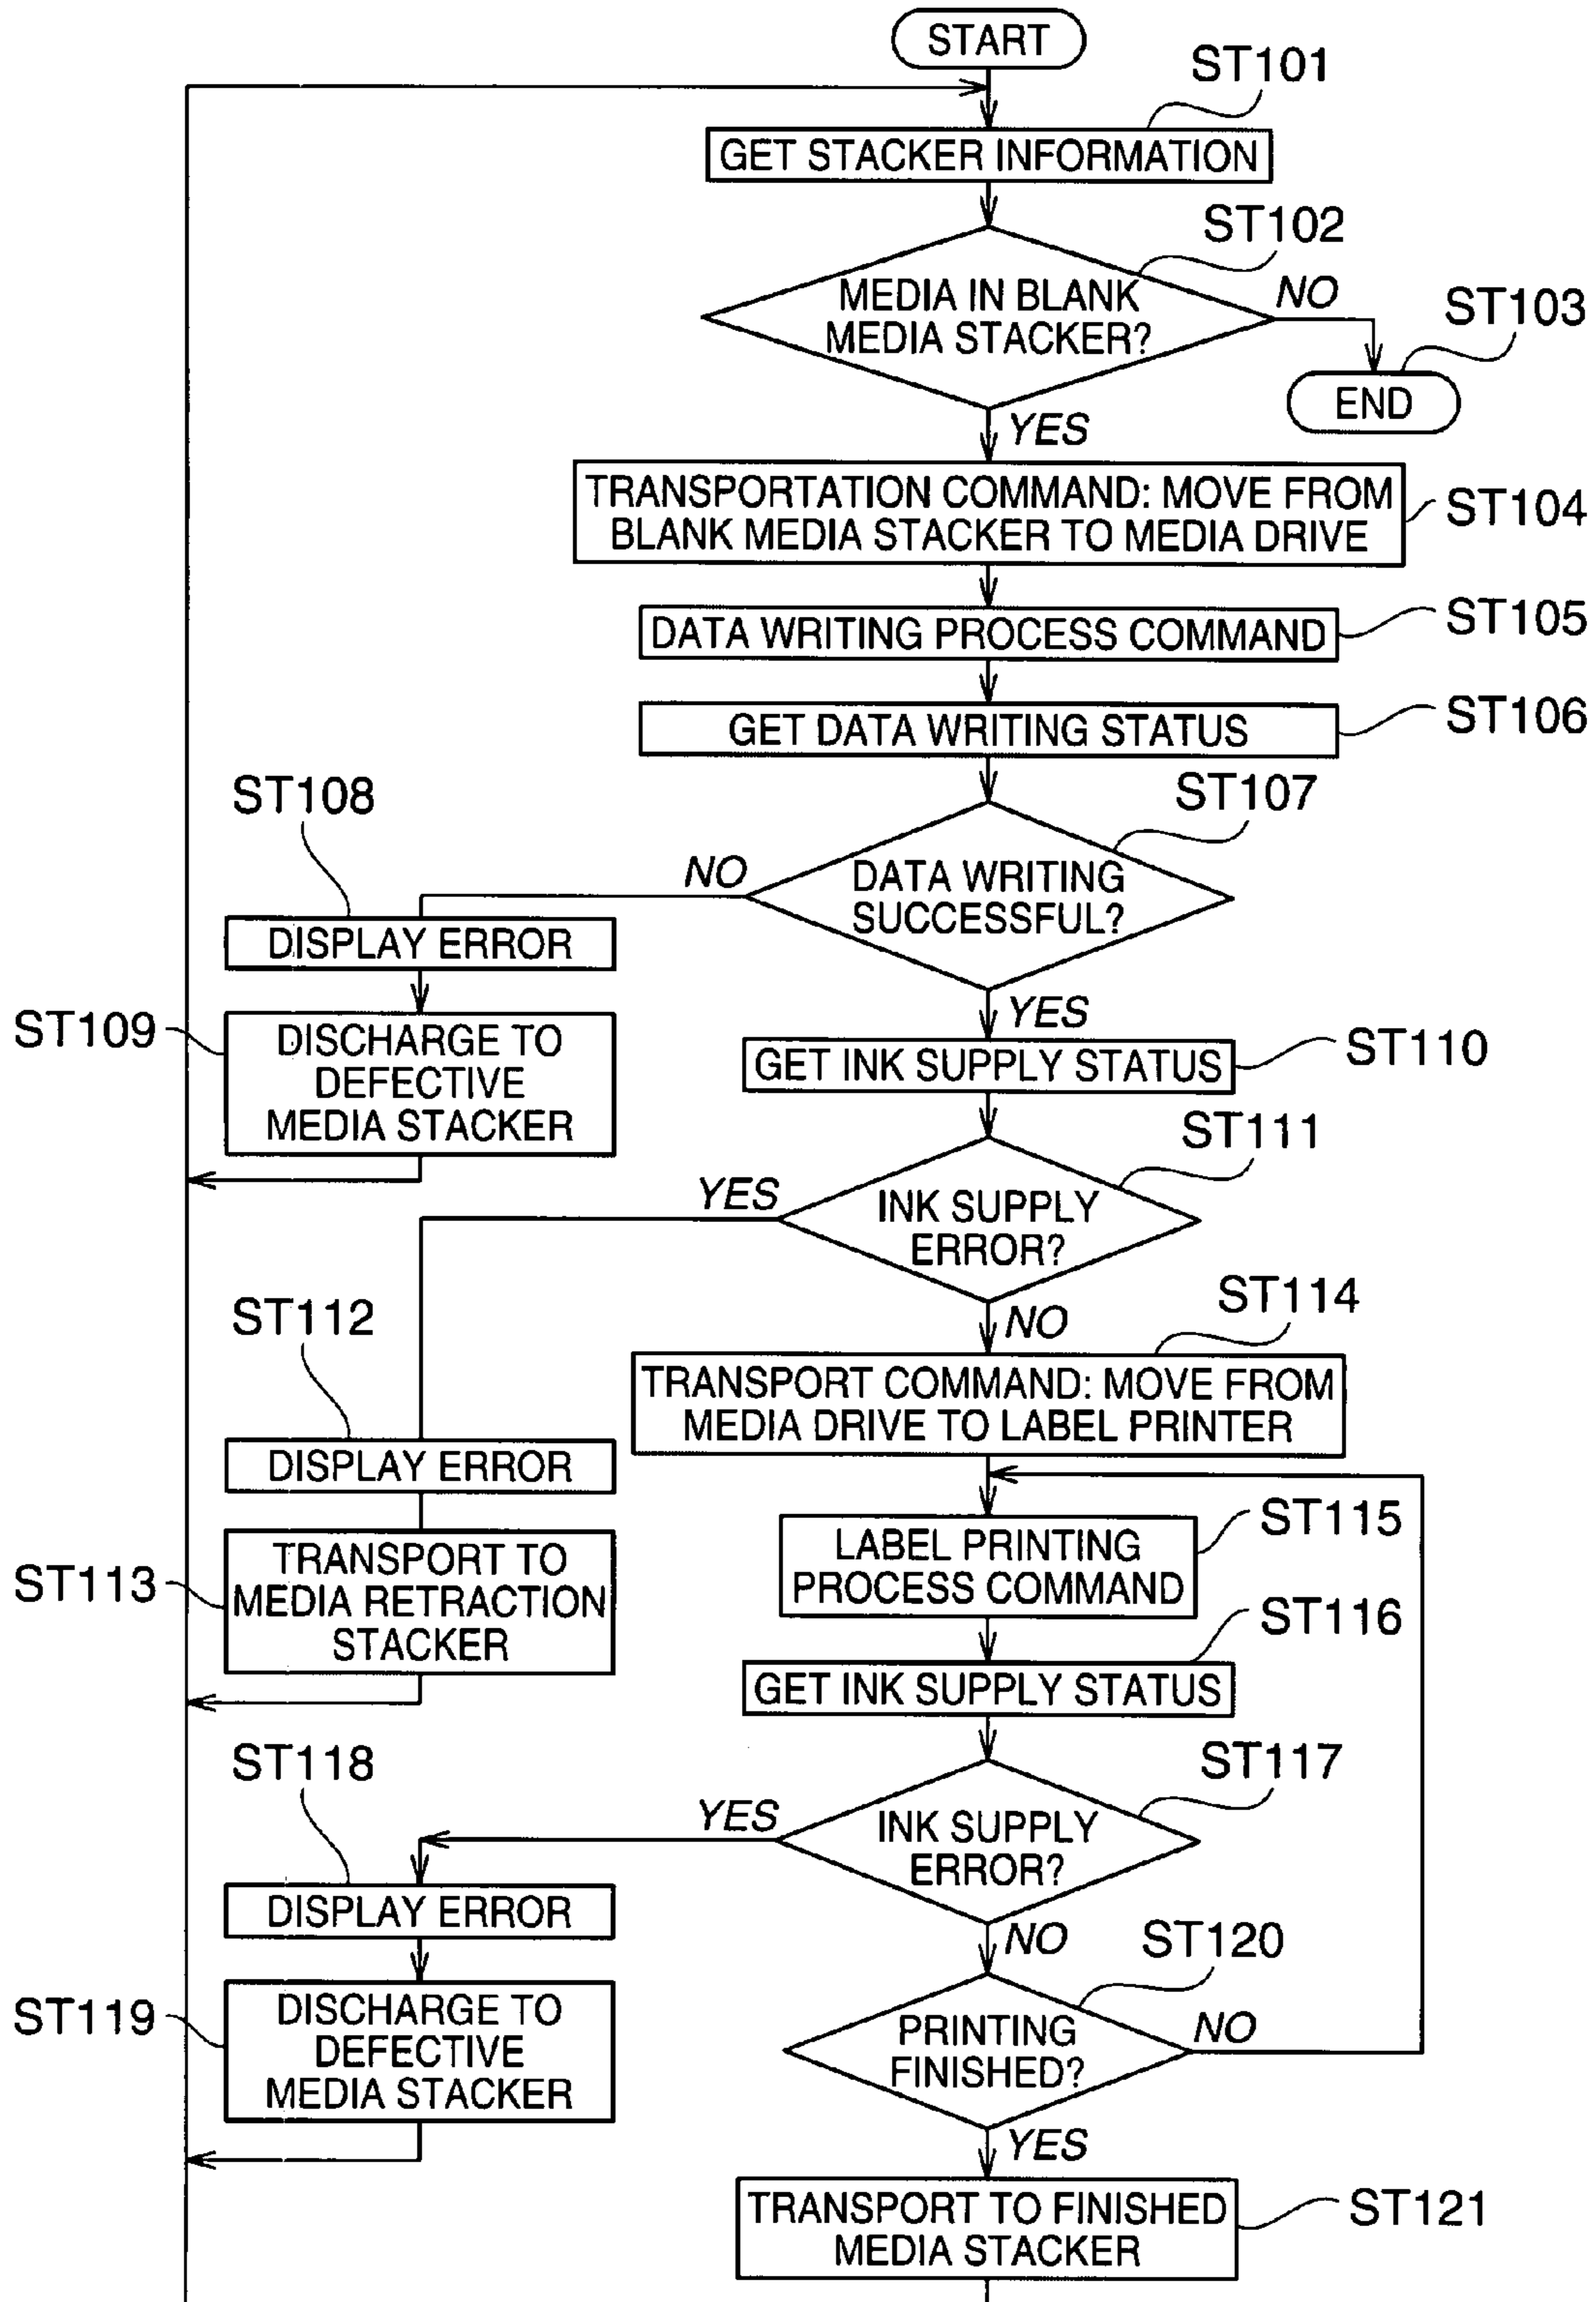 START
ST101
GET STACKER INFORMATION
ST102
MEDIA IN BLANK
MEDIA STACKER?
NO
ST103
END
YES
TRANSPORTATION COMMAND: MOVE FROM
BLANK MEDIA STACKER TO MEDIA DRIVE
ST104
DATA WRITING PROCESS COMMAND
ST105
GET DATA WRITING STATUS
ST106
ST107
DATA WRITING
SUCCESSFUL?
NO
ST108
DISPLAY ERROR
ST109
DISCHARGE TO
DEFECTIVE
MEDIA STACKER
YES
GET INK SUPPLY STATUS
ST110
ST111
INK SUPPLY
ERROR?
YES
ST112
DISPLAY ERROR
ST113
TRANSPORT TO
MEDIA RETRACTION
STACKER
NO
ST114
TRANSPORT COMMAND: MOVE FROM
MEDIA DRIVE TO LABEL PRINTER
ST115
LABEL PRINTING
PROCESS COMMAND
ST116
GET INK SUPPLY STATUS
ST117
INK SUPPLY
ERROR?
YES
ST118
DISPLAY ERROR
ST119
DISCHARGE TO
DEFECTIVE
MEDIA STACKER
NO
ST120
PRINTING
FINISHED?
NO
YES
TRANSPORT TO FINISHED
MEDIA STACKER
ST121